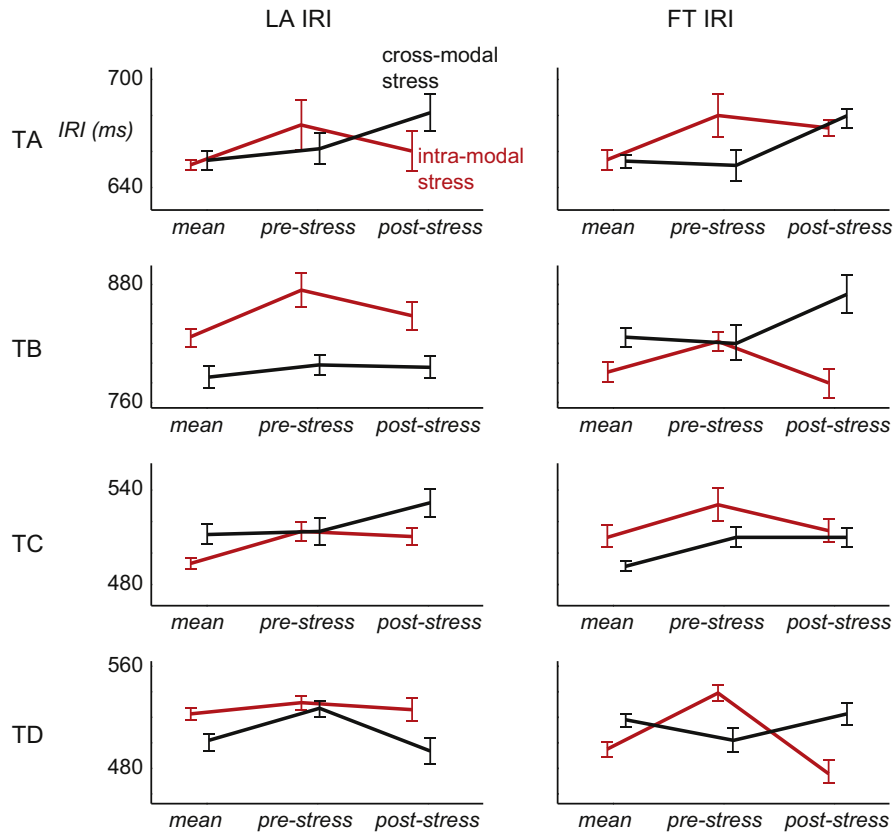 LA IRI
FT IRI
cross-modal
stress
700
IRI (ms)
TA
intra-modal
stress
640
mean pre-stress post-stress
mean pre-stress post-stress
880
TB
760
mean pre-stress post-stress
mean pre-stress post-stress
540
TC
480
mean pre-stress post-stress
mean pre-stress post-stress
560
TD
480
mean pre-stress post-stress
mean pre-stress post-stress